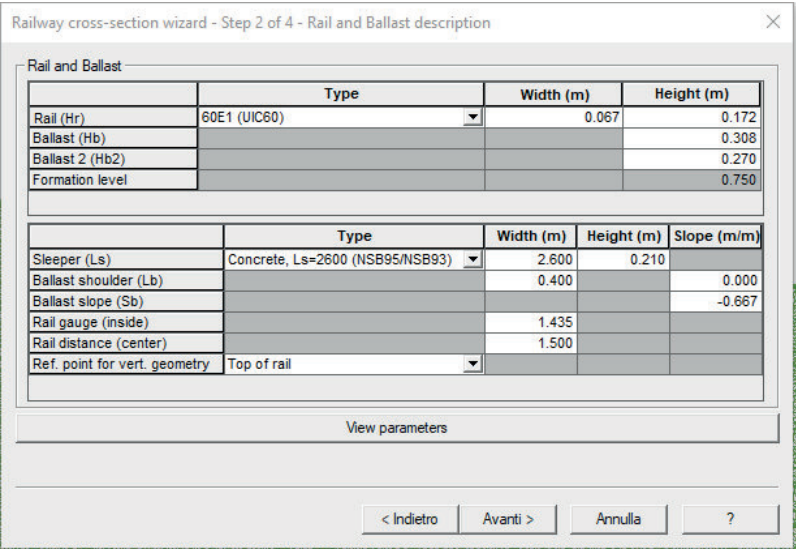 Railway cross-section wizard - Step 2 of 4 - Rail and Ballast description
Rail and Ballast
Type Width (m) Height (m)
Rail (Hr) 60E1 (UIC60) 0.067 0.172
Ballast (Hb) 0.308
Ballast 2 (Hb2) 0.270
Formation level 0.750
Type Width (m) Height (m) Slope (m/m)
Sleeper (Ls) Concrete, Ls=2600 (NSB95/NSB93) 2.600 0.210
Ballast shoulder (Lb) 0.400 0.000
Ballast slope (Sb) -0.667
Rail gauge (inside) 1.435
Rail distance (center) 1.500
Ref. point for vert. geometry Top of rail
View parameters
< Indietro Avanti > Annulla ?